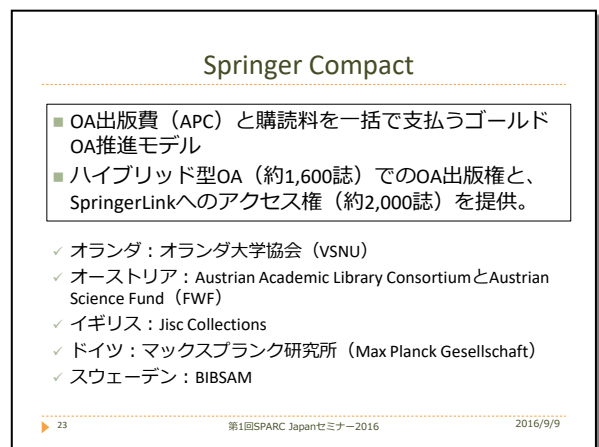 Springer Compact
OA出版費（APC）と購読料を一括で支払うゴールド
OA推進モデル
ハイブリッド型OA（約1,600誌）でのOA出版権と、
SpringerLinkへのアクセス権（約2,000誌）を提供。
オランダ：オランダ大学協会（VSNU）
オーストリア：Austrian Academic Library ConsortiumとAustrian
Science Fund（FWF）
イギリス：Jisc Collections
ドイツ：マックスプランク研究所（Max Planck Gesellschaft）
スウェーデン：BIBSAM
23 第1回SPARC Japanセミナー2016 2016/9/9